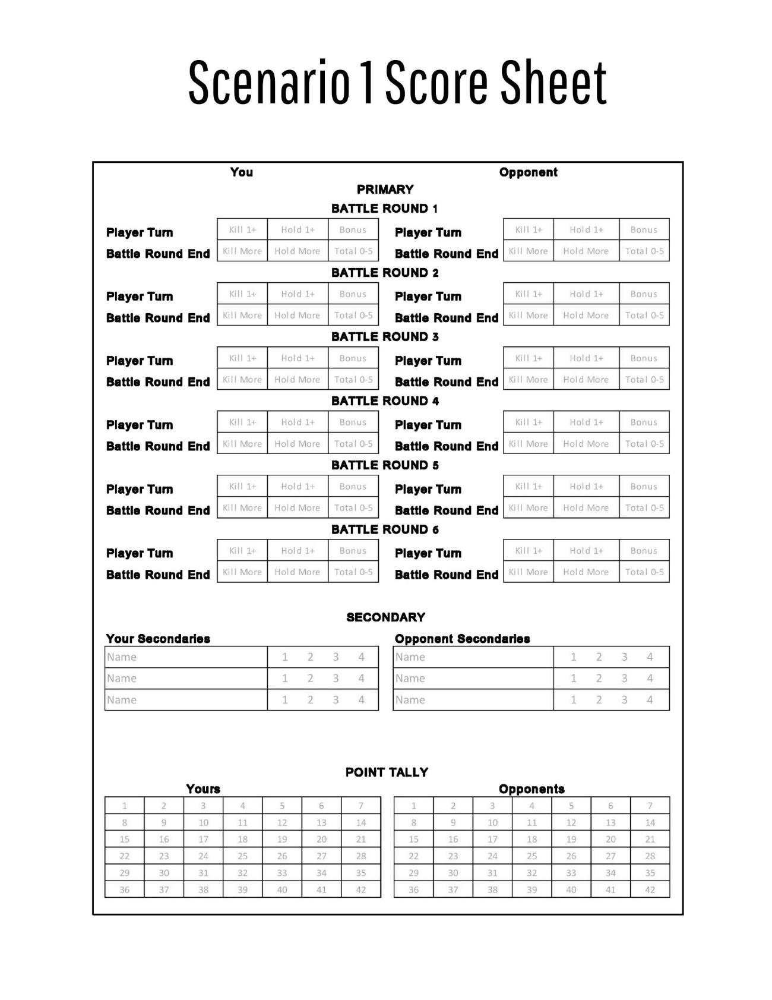 Scenario 1 Score Sheet
You Opponent
PRIMARY
BATTLE ROUND 1
Player Turn Kill 1+ Hold 1+ Bonus Player Turn Kill 1+ Hold 1+ Bonus
Battle Round End Kill More Hold More Total 0-5 Battle Round End Kill More Hold More Total 0-5
BATTLE ROUND 2
Player Turn Kill 1+ Hold 1+ Bonus Player Turn Kill 1+ Hold 1+ Bonus
Battle Round End Kill More Hold More Total 0-5 Battle Round End Kill More Hold More Total 0-5
BATTLE ROUND 3
Player Turn Kill 1+ Hold 1+ Bonus Player Turn Kill 1+ Hold 1+ Bonus
Battle Round End Kill More Hold More Total 0-5 Battle Round End Kill More Hold More Total 0-5
BATTLE ROUND 4
Player Turn Kill 1+ Hold 1+ Bonus Player Turn Kill 1+ Hold 1+ Bonus
Battle Round End Kill More Hold More Total 0-5 Battle Round End Kill More Hold More Total 0-5
BATTLE ROUND 5
Player Turn Kill 1+ Hold 1+ Bonus Player Turn Kill 1+ Hold 1+ Bonus
Battle Round End Kill More Hold More Total 0-5 Battle Round End Kill More Hold More Total 0-5
BATTLE ROUND 6
Player Turn Kill 1+ Hold 1+ Bonus Player Turn Kill 1+ Hold 1+ Bonus
Battle Round End Kill More Hold More Total 0-5 Battle Round End Kill More Hold More Total 0-5
SECONDARY
Your Secondaries Opponent Secondaries
Name 1 2 3 4 Name 1 2 3 4
Name 1 2 3 4 Name 1 2 3 4
Name 1 2 3 4 Name 1 2 3 4
POINT TALLY
Yours Opponents
1 2 3 4 5 6 7 1 2 3 4 5 6 7
8 9 10 11 12 13 14 8 9 10 11 12 13 14
15 16 17 18 19 20 21 15 16 17 18 19 20 21
22 23 24 25 26 27 28 22 23 24 25 26 27 28
29 30 31 32 33 34 35 29 30 31 32 33 34 35
36 37 38 39 40 41 42 36 37 38 39 40 41 42